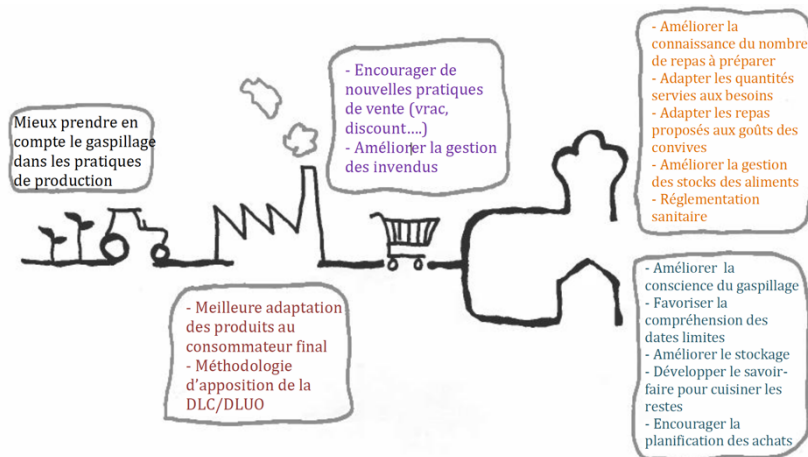 Mieux prendre en
compte le gaspillage
dans les pratiques
de production
- Encourager de
nouvelles pratiques
de vente (vrac,
discount....)
- Améliorer la gestion
des invendus
- Améliorer la
connaissance du nombre
de repas à préparer
- Adapter les quantités
servies aux besoins
- Adapter les repas
proposés aux goûts des
convives
- Améliorer la gestion
des stocks des aliments
- Réglementation
sanitaire
- Meilleure adaptation
des produits au
consommateur final
- Méthodologie
d'apposition de la
DLC/DLUO
- Améliorer la
conscience du gaspillage
- Favoriser la
compréhension des
dates limites
- Améliorer le stockage
- Développer le savoir-
faire pour cuisiner les
restes
- Encourager la
planification des achats